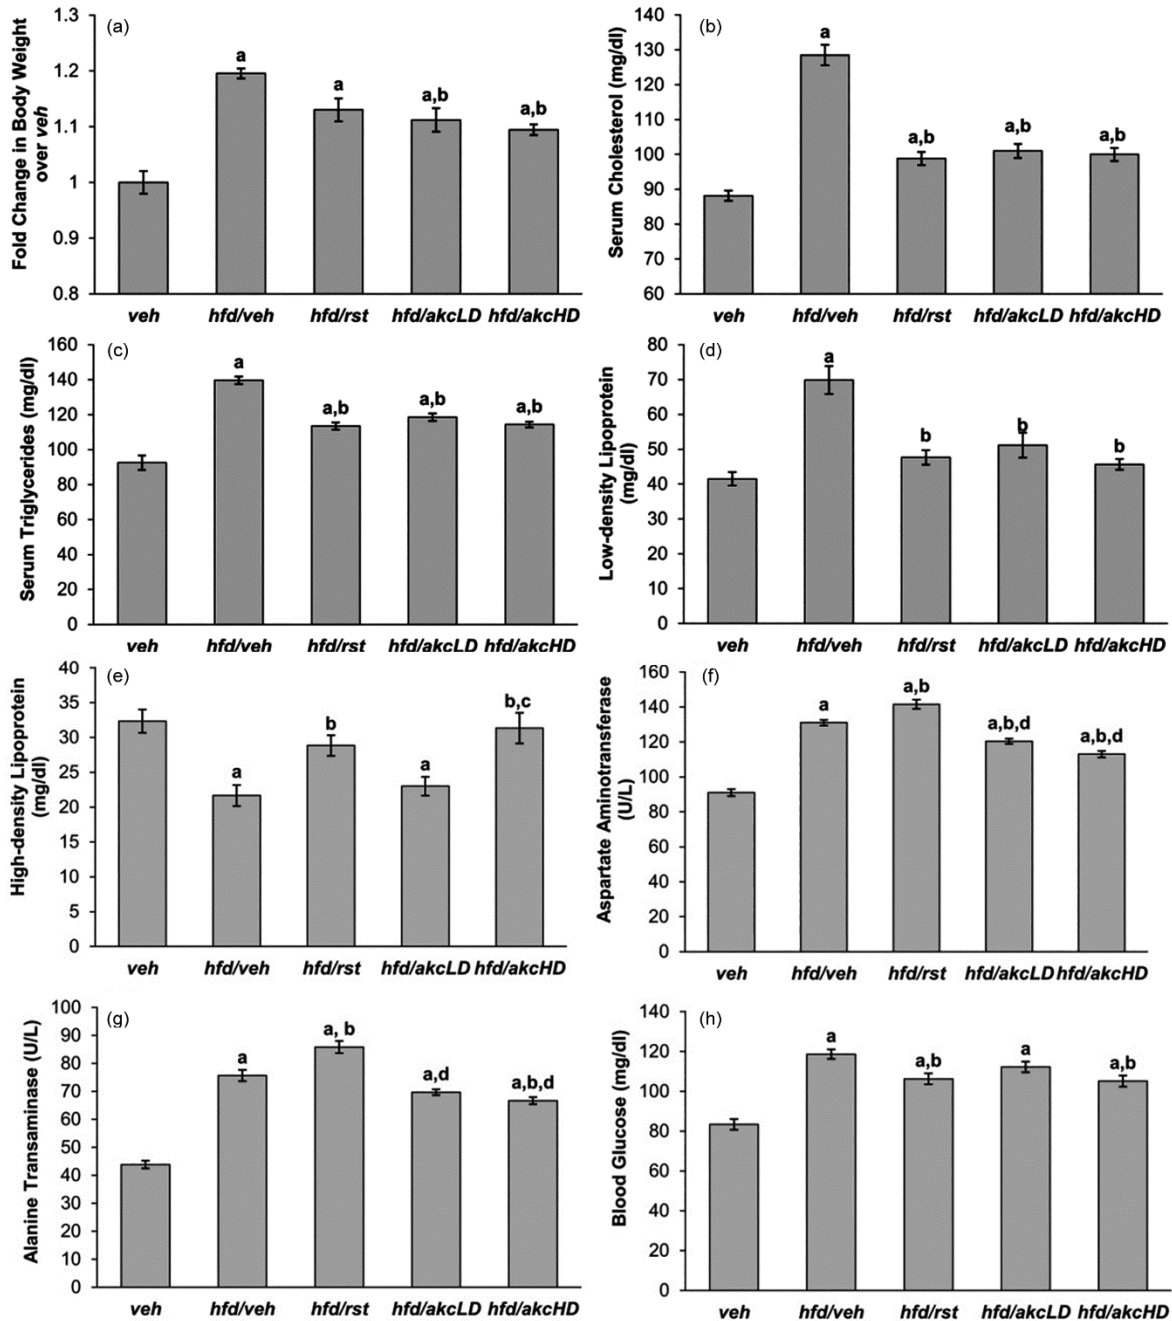 (a)
Fold Change in Body Weight
over veh
1.3
1.2
1.1
1
0.9
0.8
a
a
a,b
a,b
veh hfd/veh hfd/rst hfd/akcLD hfd/akcHD
(b)
Serum Cholesterol (mg/dl)
140
130
120
110
100
90
80
70
60
a
a,b
a,b
a,b
veh hfd/veh hfd/rst hfd/akcLD hfd/akcHD
(c)
Serum Triglycerides (mg/dl)
160
140
120
100
80
60
40
20
0
a
a,b
a,b
a,b
veh hfd/veh hfd/rst hfd/akcLD hfd/akcHD
(d)
Low-density Lipoprotein
(mg/dl)
80
70
60
50
40
30
20
10
0
a
b
b
b
veh hfd/veh hfd/rst hfd/akcLD hfd/akcHD
(e)
High-density Lipoprotein
(mg/dl)
40
35
30
25
20
15
10
5
0
a
b
a
b,c
veh hfd/veh hfd/rst hfd/akcLD hfd/akcHD
(f)
Aspartate Aminotransferase
(U/L)
160
140
120
100
80
60
40
20
0
a
a,b
a,b,d
a,b,d
veh hfd/veh hfd/rst hfd/akcLD hfd/akcHD
(g)
Alanine Transaminase (U/L)
100
90
80
70
60
50
40
30
20
10
0
a
a, b
a,d
a,b,d
veh hfd/veh hfd/rst hfd/akcLD hfd/akcHD
(h)
Blood Glucose (mg/dl)
140
120
100
80
60
40
20
0
a
a,b
a
a,b
veh hfd/veh hfd/rst hfd/akcLD hfd/akcHD